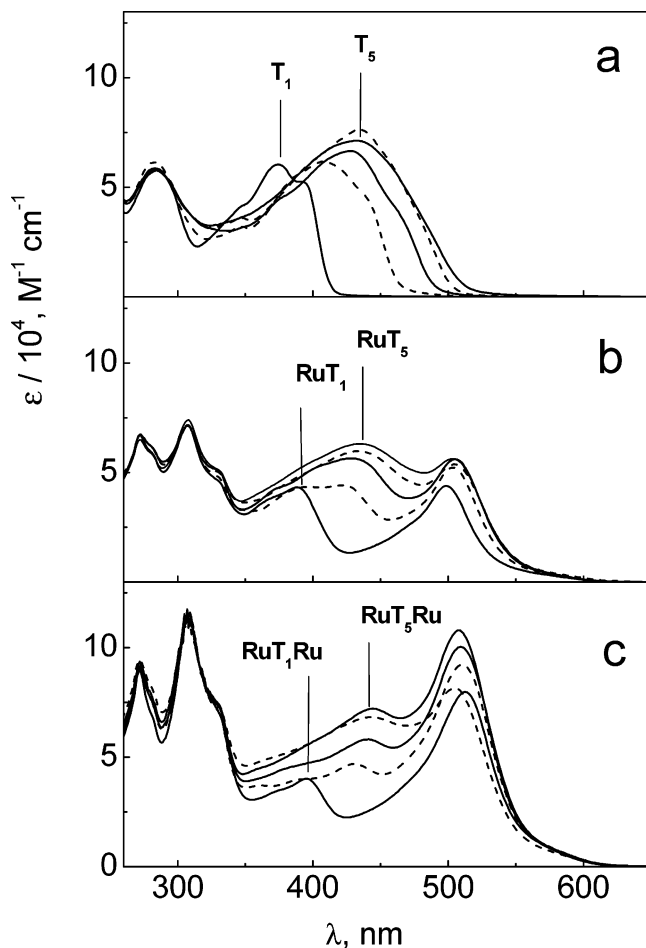 a
T₁
T₅
10
5
b
RuT₁
RuT₅
10
5
c
RuT₁Ru
RuT₅Ru
10
5
0
300
400
500
600
ε / 10⁴, M⁻¹ cm⁻¹
λ, nm